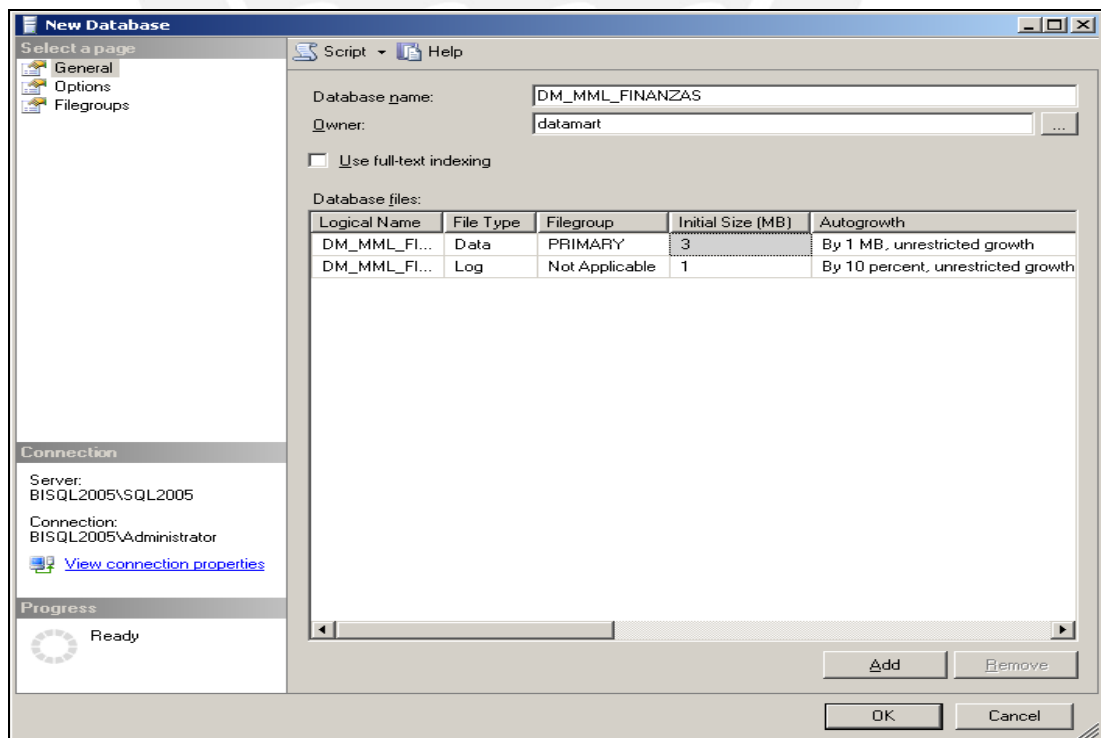 New Database
Select a page
General
Options
Filegroups
Script Help
Database name: DM_MML_FINANZAS
Owner: datamart ...
Use full-text indexing
Database files:
Logical Name File Type Filegroup Initial Size (MB) Autogrowth
DM_MML_FI... Data PRIMARY 3 By 1 MB, unrestricted growth
DM_MML_FI... Log Not Applicable 1 By 10 percent, unrestricted growth
Connection
Server:
BISQL2005\SQL2005
Connection:
BISQL2005\Administrator
View connection properties
Progress
Ready
Add Remove
OK Cancel